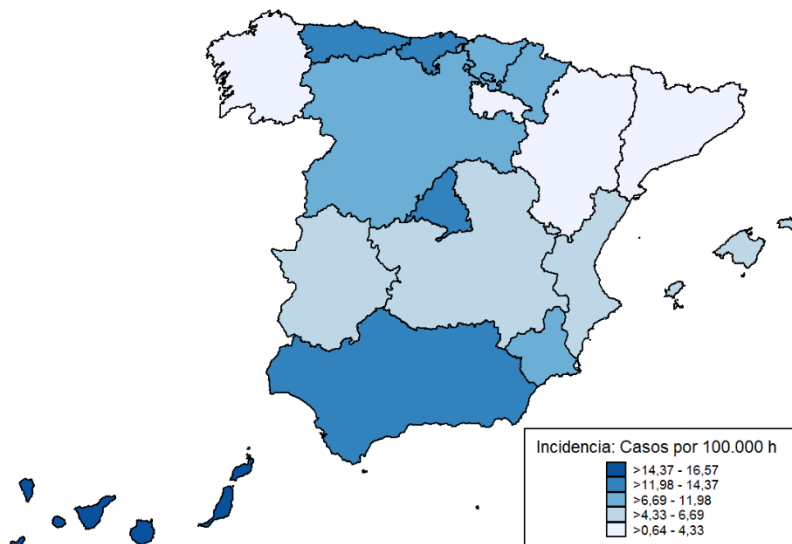 Incidencia: Casos por 100.000 h
>14,37 - 16,57
>11,98 - 14,37
>6,69 - 11,98
>4,33 - 6,69
>0,64 - 4,33